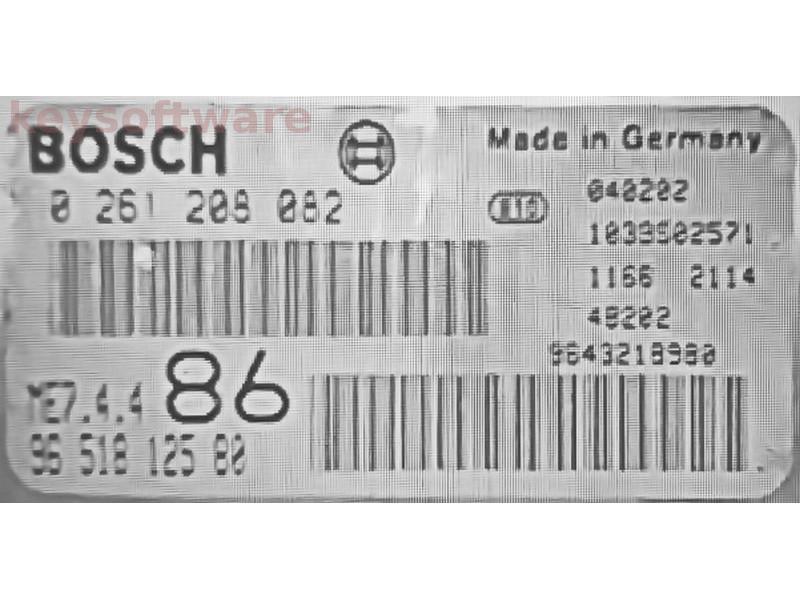 keysoftware
BOSCH
Made in Germany
0 261 208 082
040202
1039S02571
1166 2114
40202
9643218980
ME7.4.4 86
96 518 125 80